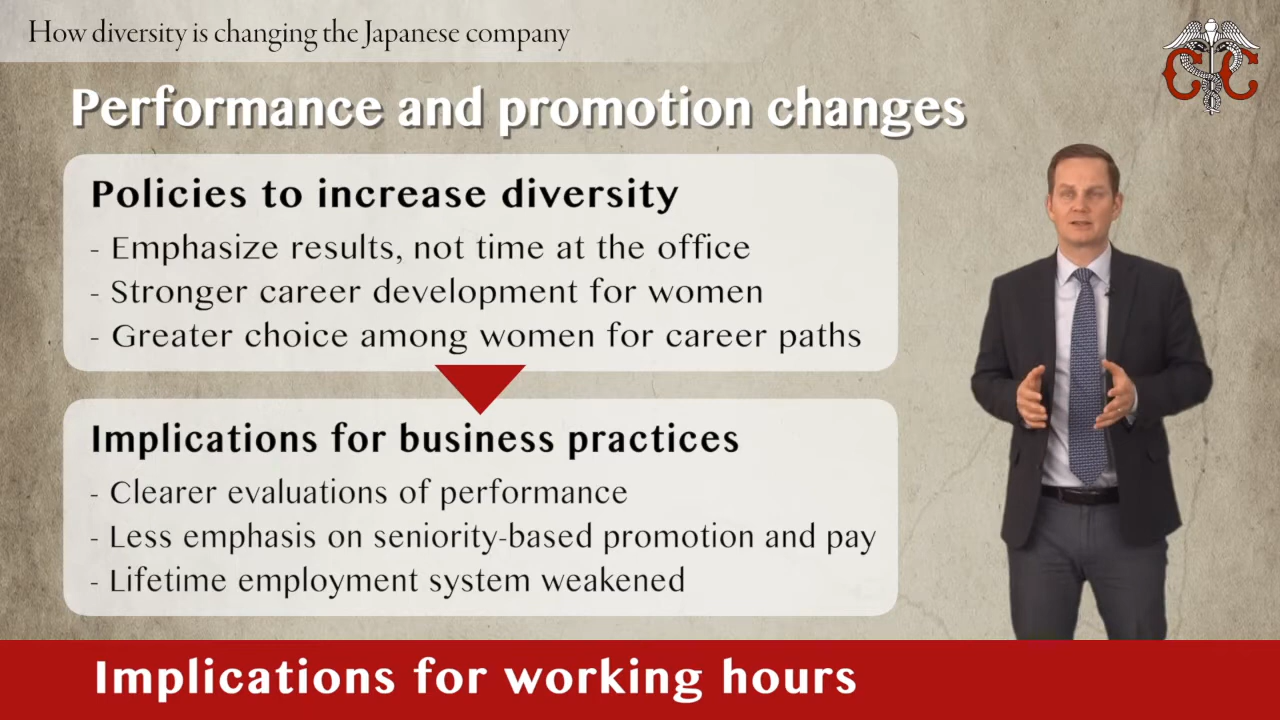 How diversity is changing the Japanese company
CC
Performance and promotion changes
Policies to increase diversity
- Emphasize results, not time at the office
- Stronger career development for women
- Greater choice among women for career paths
Implications for business practices
- Clearer evaluations of performance
- Less emphasis on seniority-based promotion and pay
- Lifetime employment system weakened
Implications for working hours